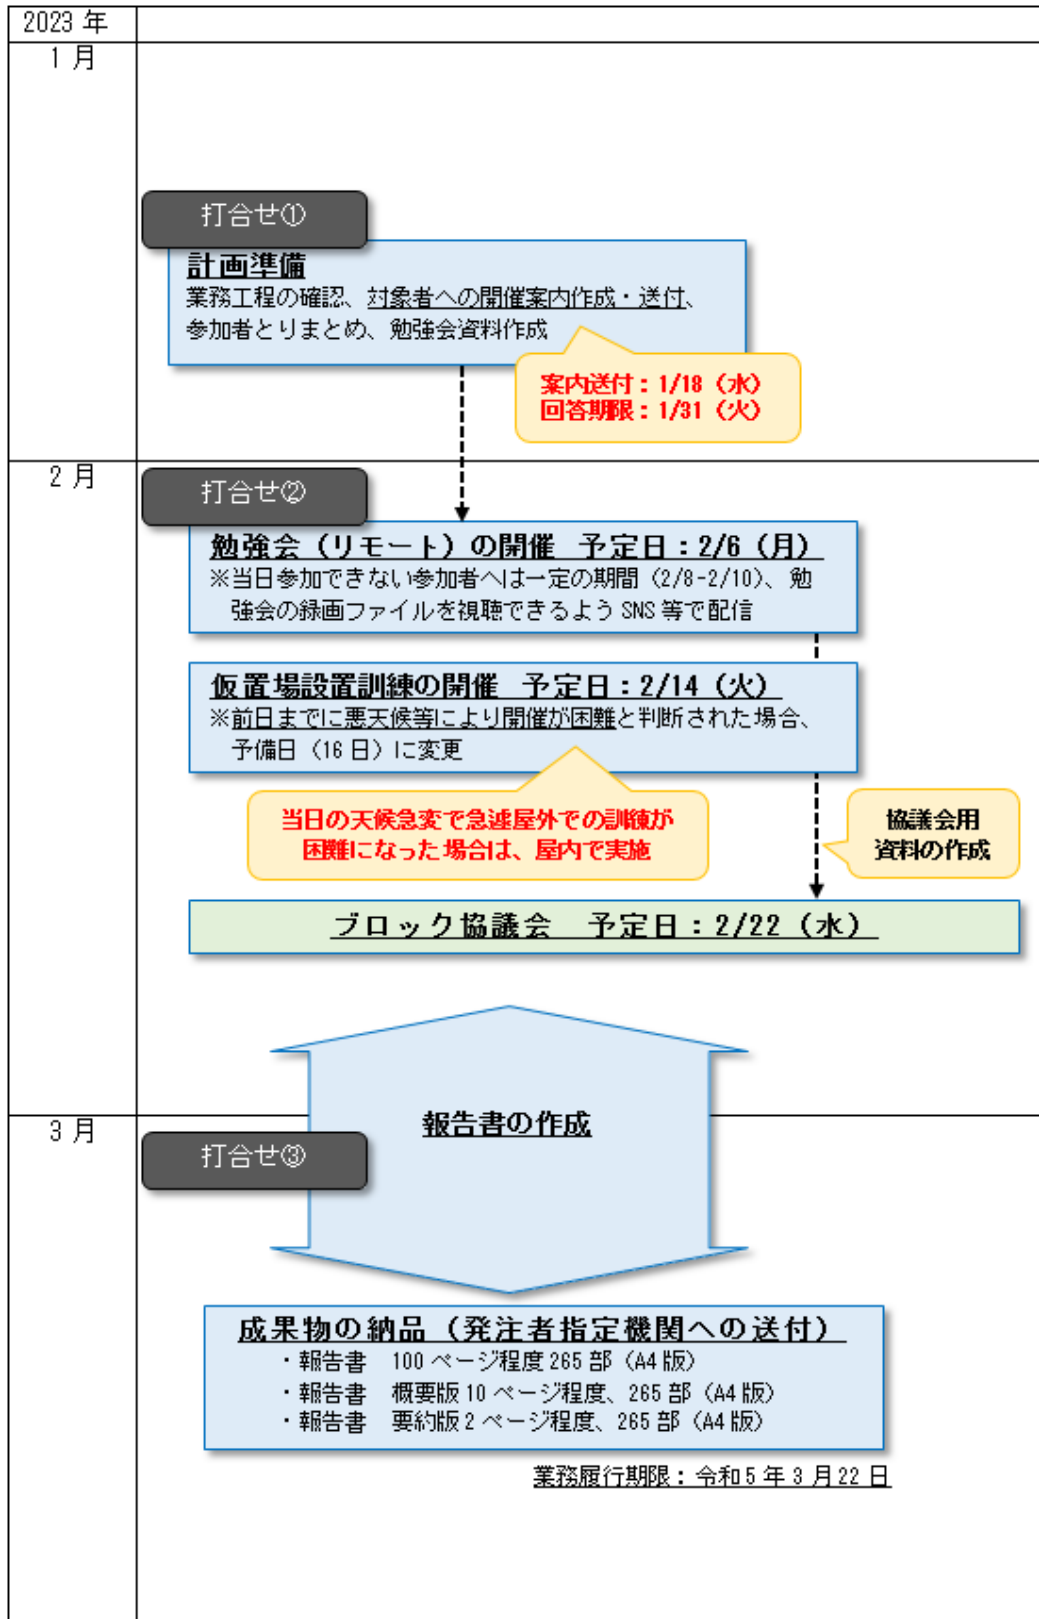 2023 年
1 月
打合せ①
計画準備
業務工程の確認、対象者への開催案内作成・送付、
参加者とりまとめ、勉強会資料作成
案内送付：1/18（水）
回答期限：1/31（火）
2 月
打合せ②
勉強会（リモート）の開催　予定日：2/6（月）
※当日参加できない参加者へは一定の期間（2/8-2/10）、勉
強会の録画ファイルを視聴できるよう SNS 等で配信
仮置場設置訓練の開催　予定日：2/14（火）
※前日までに悪天候等により開催が困難と判断された場合、
予備日（16 日）に変更
当日の天候急変で急遽屋外での訓練が
困難になった場合は、屋内で実施
協議会用
資料の作成
ブロック協議会　予定日：2/22（水）
報告書の作成
3 月
打合せ③
成果物の納品（発注者指定機関への送付）
・報告書　100 ページ程度 265 部（A4 版）
・報告書　概要版 10 ページ程度、265 部（A4 版）
・報告書　要約版 2 ページ程度、265 部（A4 版）
業務履行期限：令和 5 年 3 月 22 日